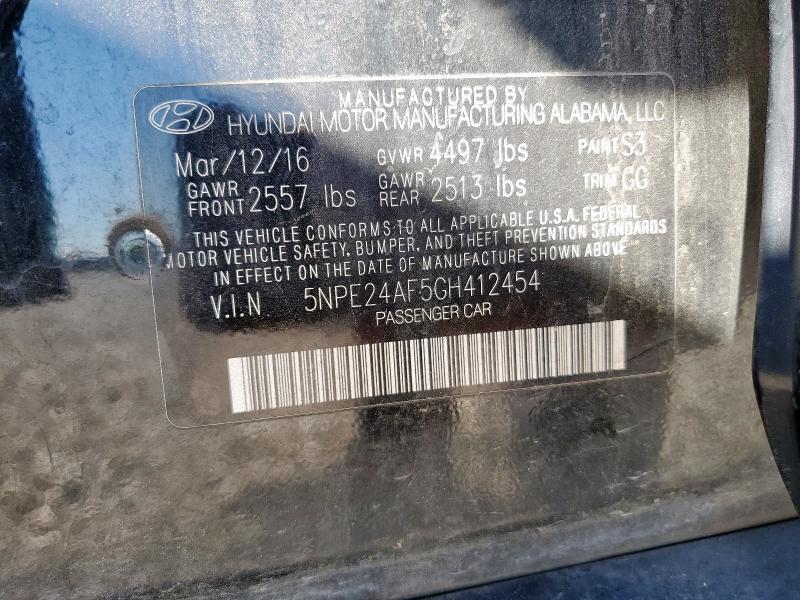 MANUFACTURED BY
HYUNDAI MOTOR MANUFACTURING ALABAMA, LLC
Mar/12/16 GVWR 4497 lbs PAINT S3
GAWR FRONT 2557 lbs GAWR REAR 2513 lbs TRIM GG
THIS VEHICLE CONFORMS TO ALL APPLICABLE U.S.A. FEDERAL
MOTOR VEHICLE SAFETY, BUMPER, AND THEFT PREVENTION STANDARDS
IN EFFECT ON THE DATE OF MANUFACTURE SHOWN ABOVE
V.I.N 5NPE24AF5GH412454
PASSENGER CAR